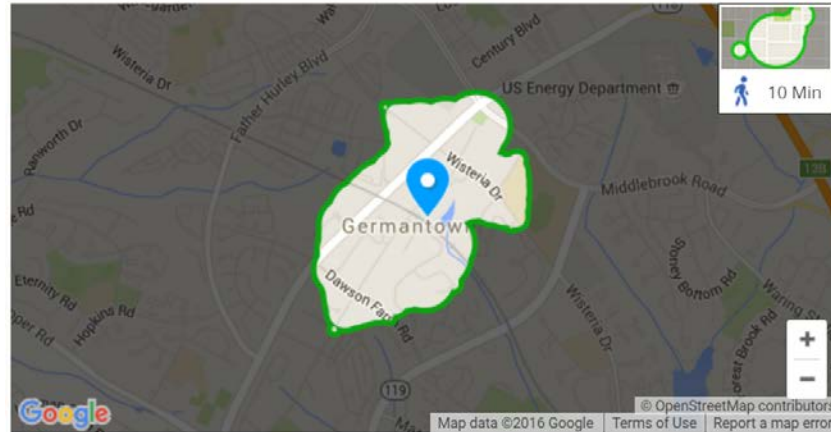 Wisteria Dr
Father Hurley Blvd
Century Blvd
118
US Energy Department
10 Min
Ranworth Dr
Wisteria Dr
Middlebrook Road
Germantown
Dawson Farm Rd
Eternity Rd
Hopkins Rd
Wisteria Dr
Stoney Bottom Rd
Waring
119
+
−
Google
© OpenStreetMap contributors
Map data ©2016 Google
Terms of Use
Report a map error